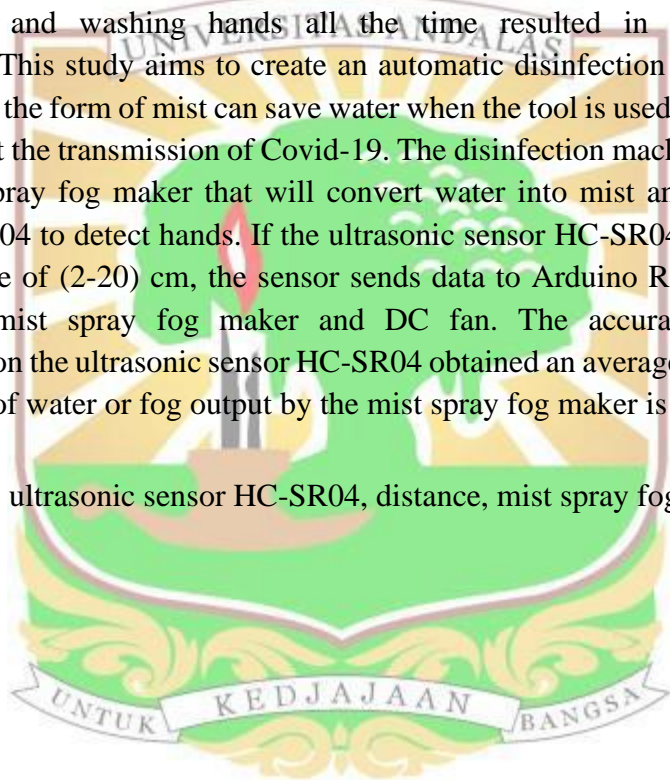 and washing hands all the time resulted in
UNIVERSITAS ANDALAS
This study aims to create an automatic disinfection
the form of mist can save water when the tool is used
t the transmission of Covid-19. The disinfection mach
pray fog maker that will convert water into mist an
04 to detect hands. If the ultrasonic sensor HC-SR04
e of (2-20) cm, the sensor sends data to Arduino R
mist spray fog maker and DC fan. The accura
on the ultrasonic sensor HC-SR04 obtained an average
of water or fog output by the mist spray fog maker is
ultrasonic sensor HC-SR04, distance, mist spray fog
UNTUK KEDJAJAAN BANGSA